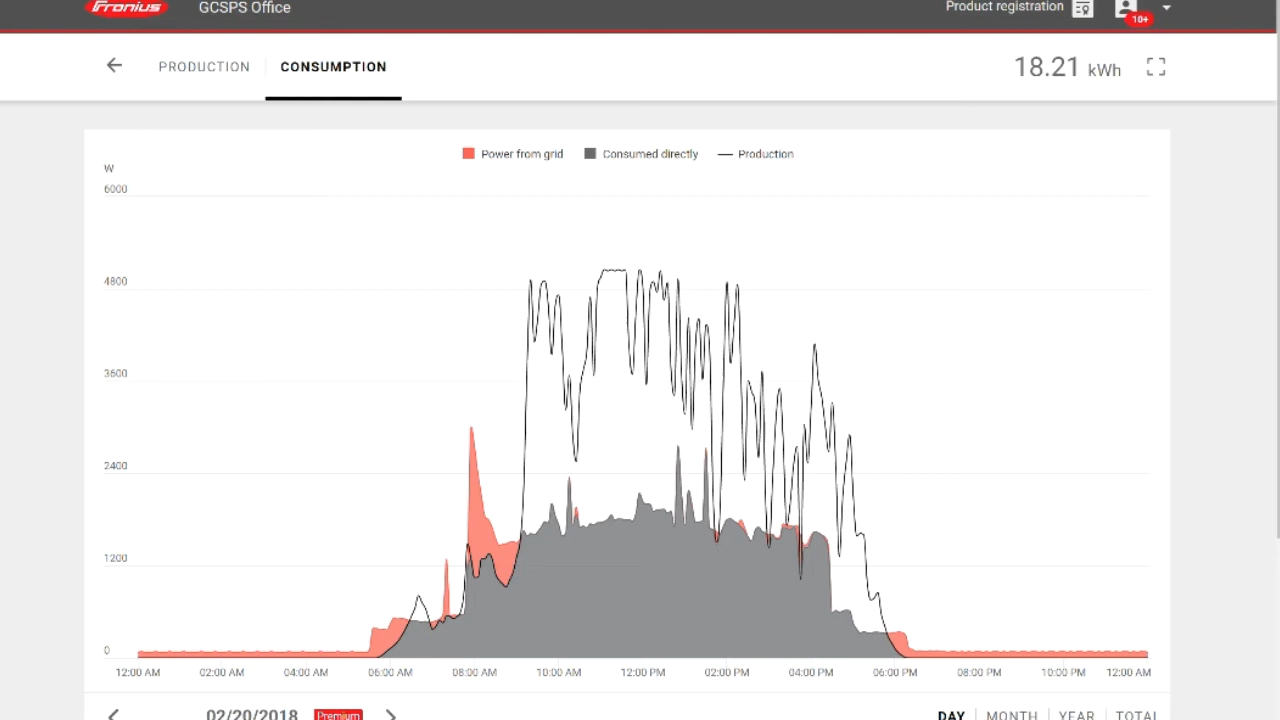 Fronius GCSPS Office Product registration 10+
PRODUCTION CONSUMPTION 18.21 kWh
Power from grid Consumed directly Production
W
6000
4800
3600
2400
1200
0
12:00 AM 02:00 AM 04:00 AM 06:00 AM 08:00 AM 10:00 AM 12:00 PM 02:00 PM 04:00 PM 06:00 PM 08:00 PM 10:00 PM 12:00 AM
02/20/2018 Premium DAY MONTH YEAR TOTAL